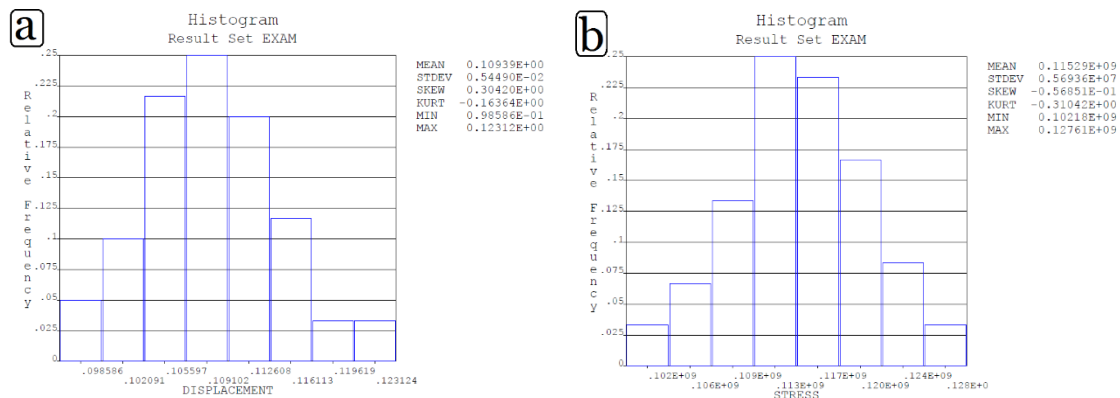 a
Histogram
Result Set EXAM
Relative Frequency
.25
.225
.2
.175
.15
.125
.1
.075
.05
.025
0
.098586
.105597
.112608
.119619
.102091
.109102
.116113
.123124
DISPLACEMENT
MEAN 0.10939E+00
STDEV 0.54490E-02
SKEW 0.30420E+00
KURT -0.16364E+00
MIN 0.98586E-01
MAX 0.12312E+00
b
Histogram
Result Set EXAM
Relative Frequency
.25
.225
.2
.175
.15
.125
.1
.075
.05
.025
0
.102E+09
.109E+09
.117E+09
.124E+09
.106E+09
.113E+09
.120E+09
.128E+0
STRESS
MEAN 0.11529E+09
STDEV 0.56936E+07
SKEW -0.56851E-01
KURT -0.31042E+00
MIN 0.10218E+09
MAX 0.12761E+09